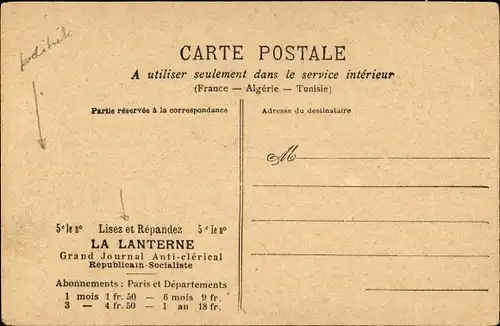 CARTE POSTALE
A utiliser seulement dans le service intérieur
(France — Algérie — Tunisie)
Partie réservée à la correspondance
Adresse du destinataire
M
5c le no Lisez et Répandez 5c le no
LA LANTERNE
Grand Journal Anti-clérical
Républicain-Socialiste
Abonnements : Paris et Départements
1 mois 1 fr. 50 — 6 mois 9 fr.
3 — 4 fr. 50 — 1 an 18 fr.